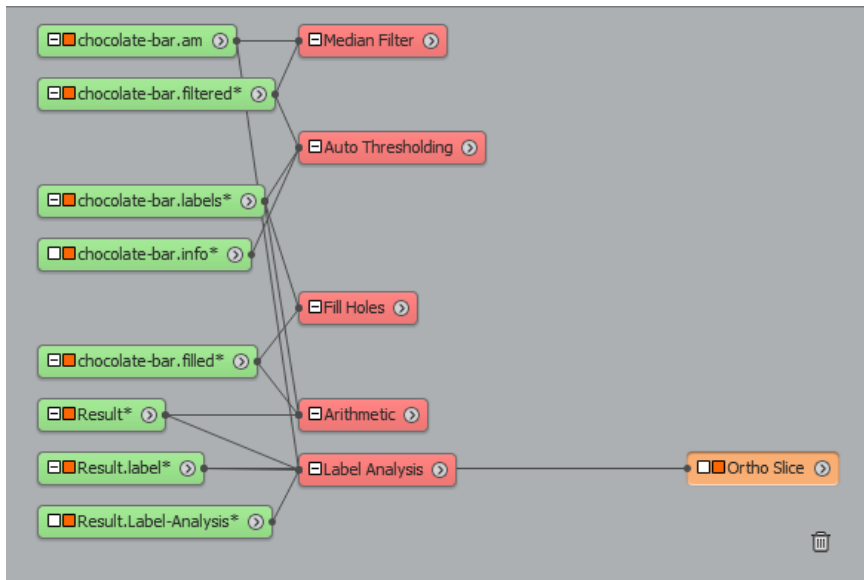 chocolate-bar.am
Median Filter
chocolate-bar.filtered*
Auto Thresholding
chocolate-bar.labels*
chocolate-bar.info*
Fill Holes
chocolate-bar.filled*
Result*
Arithmetic
Result.label*
Label Analysis
Ortho Slice
Result.Label-Analysis*